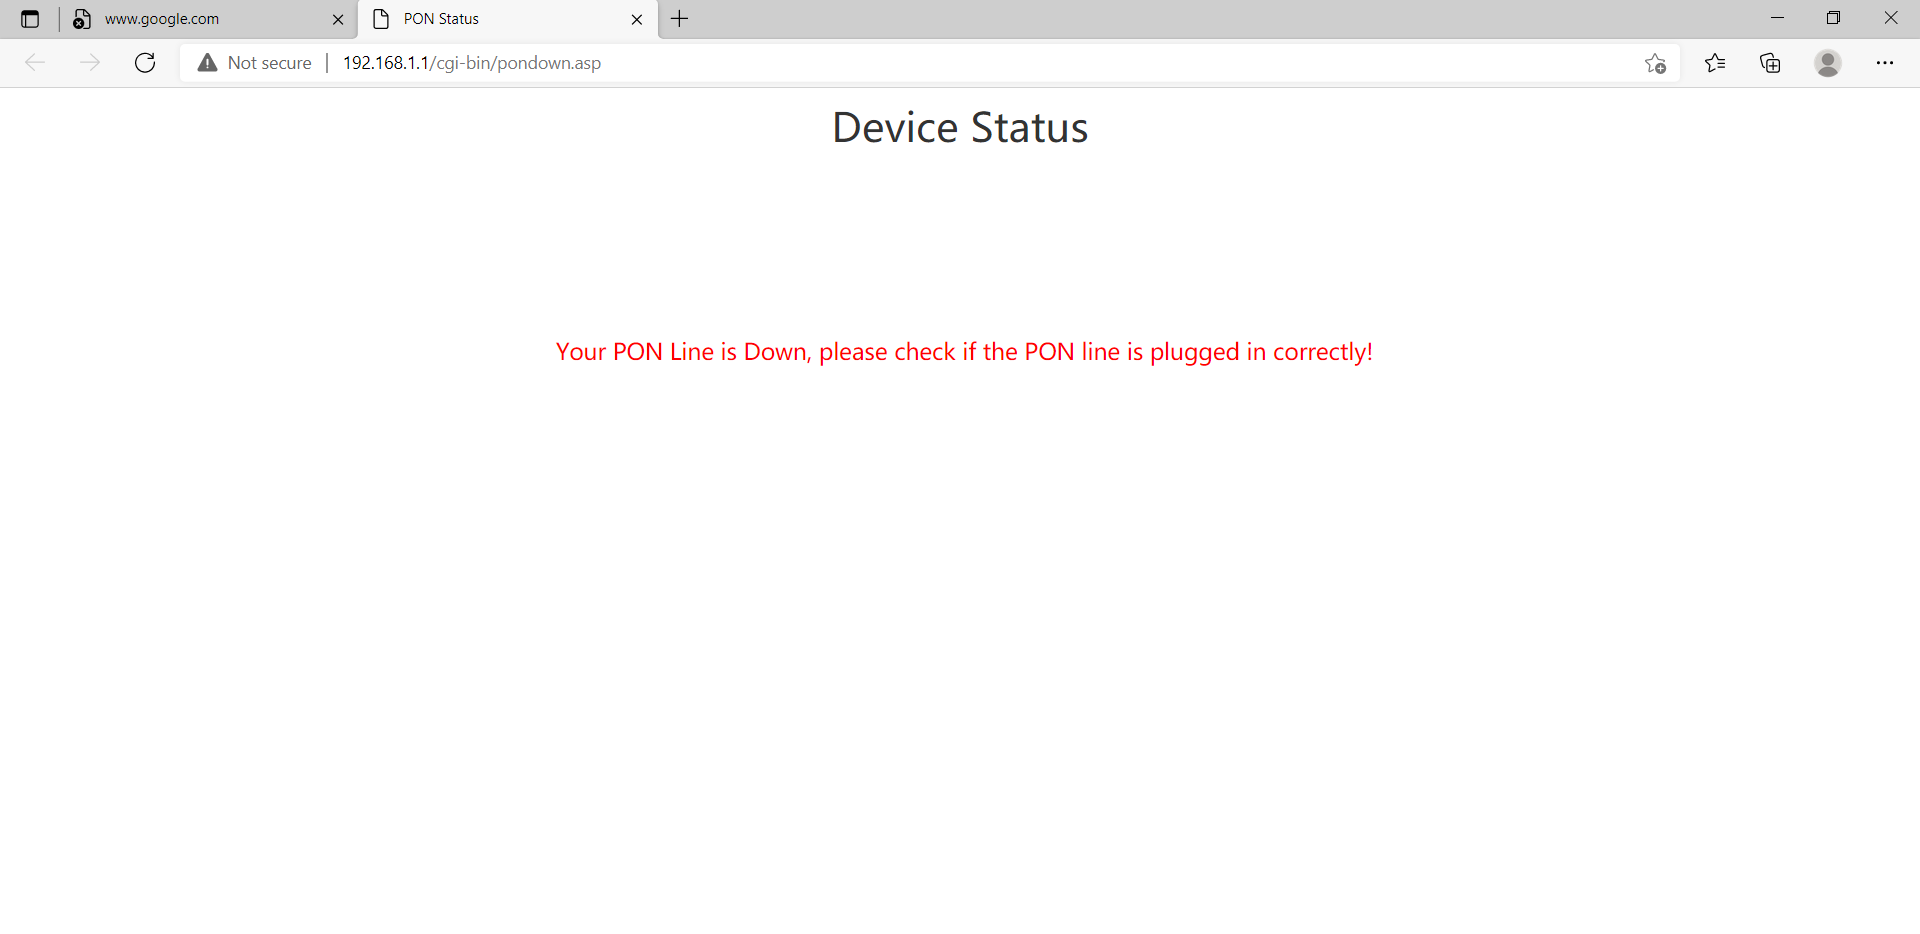 www.google.com
PON Status
Not secure
192.168.1.1/cgi-bin/pondown.asp
Device Status
Your PON Line is Down, please check if the PON line is plugged in correctly!